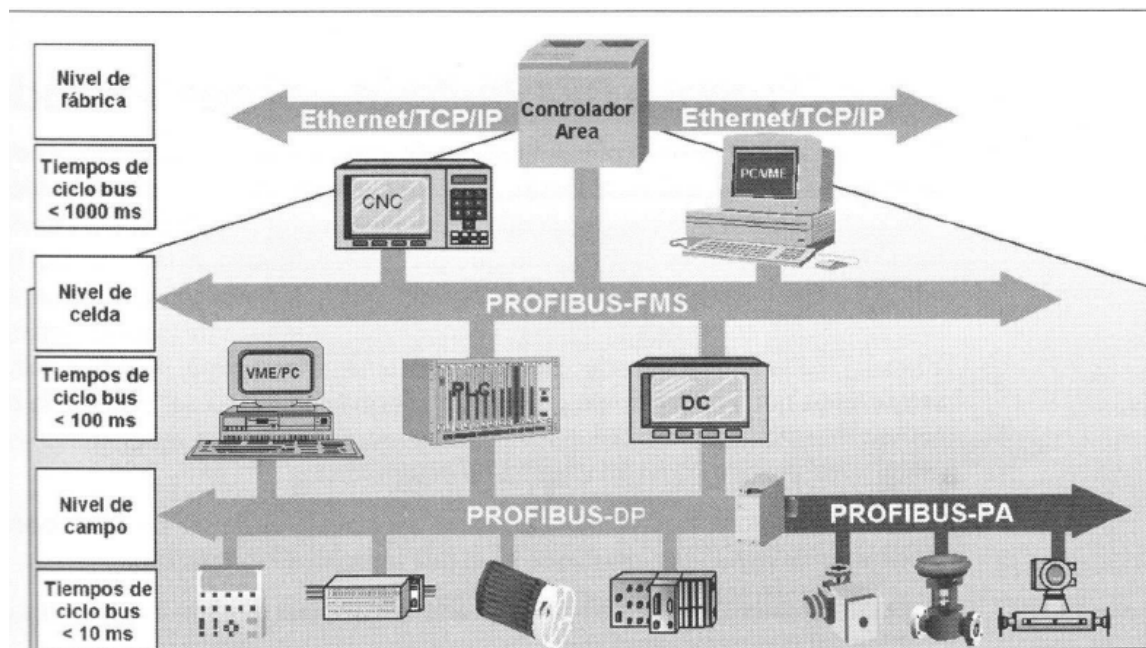 Nivel de
fábrica
Ethernet/TCP/IP
Controlador
Area
Ethernet/TCP/IP
Tiempos de
ciclo bus
< 1000 ms
CNC
PC/VME
Nivel de
celda
PROFIBUS-FMS
Tiempos de
ciclo bus
< 100 ms
VME/PC
PLC
DC
Nivel de
campo
PROFIBUS-DP
PROFIBUS-PA
Tiempos de
ciclo bus
< 10 ms